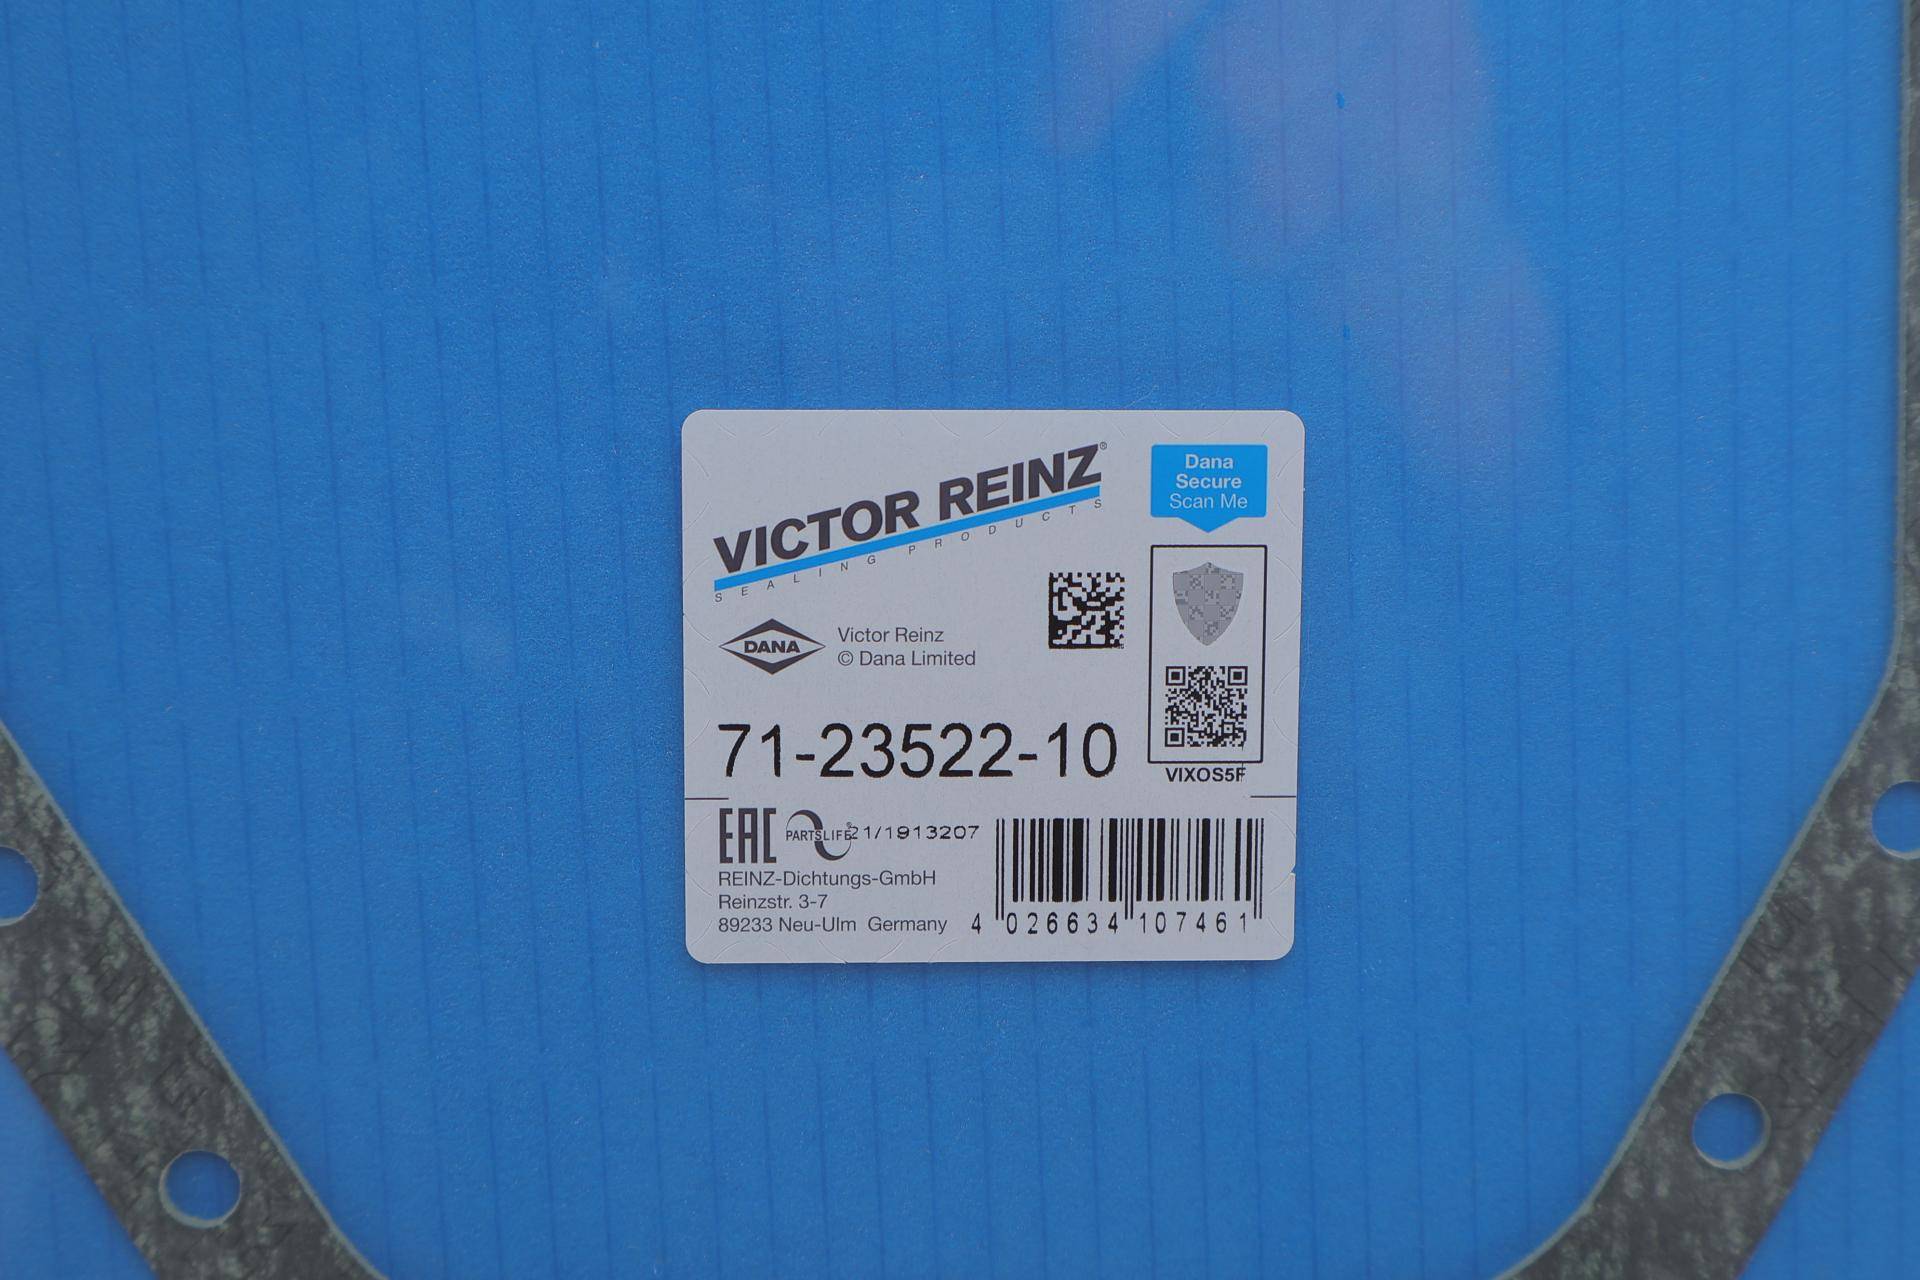 VICTOR REINZ®
SEALING PRODUCTS
Dana
Secure
Scan Me
DANA
Victor Reinz
© Dana Limited
71-23522-10
VIXOS5F
EAC
PARTSLIFE®
21/1913207
REINZ-Dichtungs-GmbH
Reinzstr. 3-7
89233 Neu-Ulm Germany
4 026634 107461